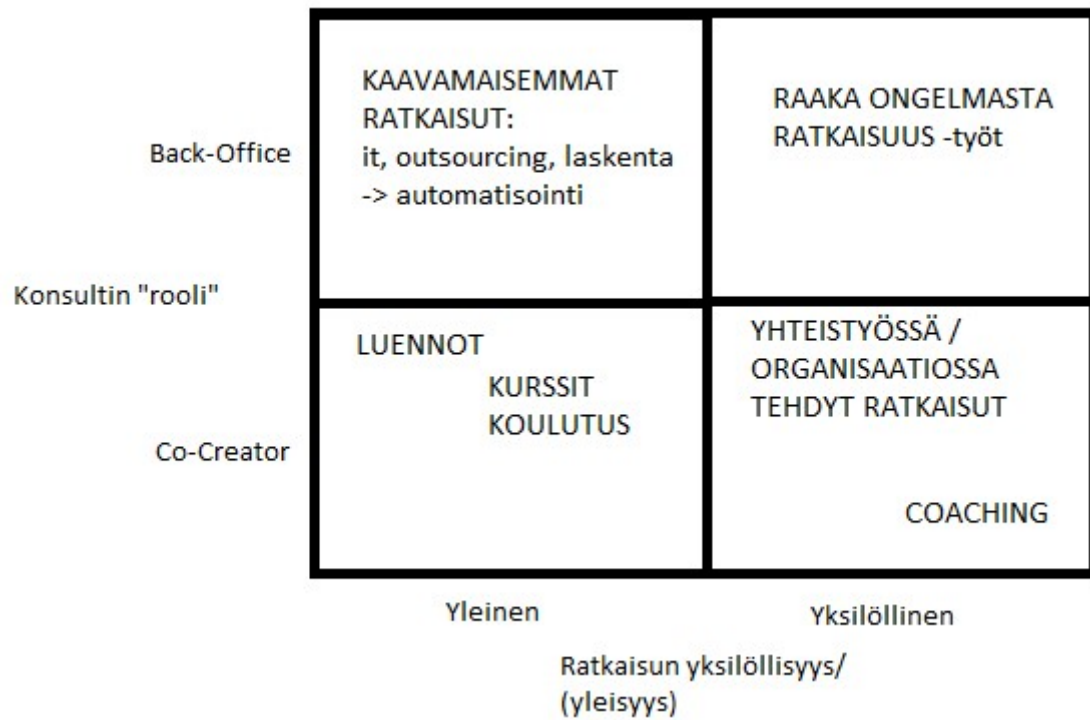 KAAVAMAISEMMAT
RATKAISUT:
it, outsourcing, laskenta
-> automatisointi
RAAKA ONGELMASTA
RATKAISUUS -työt
Back-Office
Konsultin "rooli"
LUENNOT
KURSSIT
KOULUTUS
YHTEISTYÖSSÄ /
ORGANISAATIOSSA
TEHDYT RATKAISUT
Co-Creator
COACHING
Yleinen
Yksilöllinen
Ratkaisun yksilöllisyys/
(yleisyys)